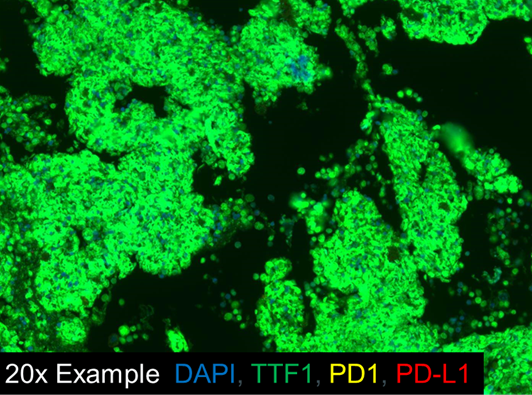 20x Example DAPI, TTF1, PD1, PD-L1